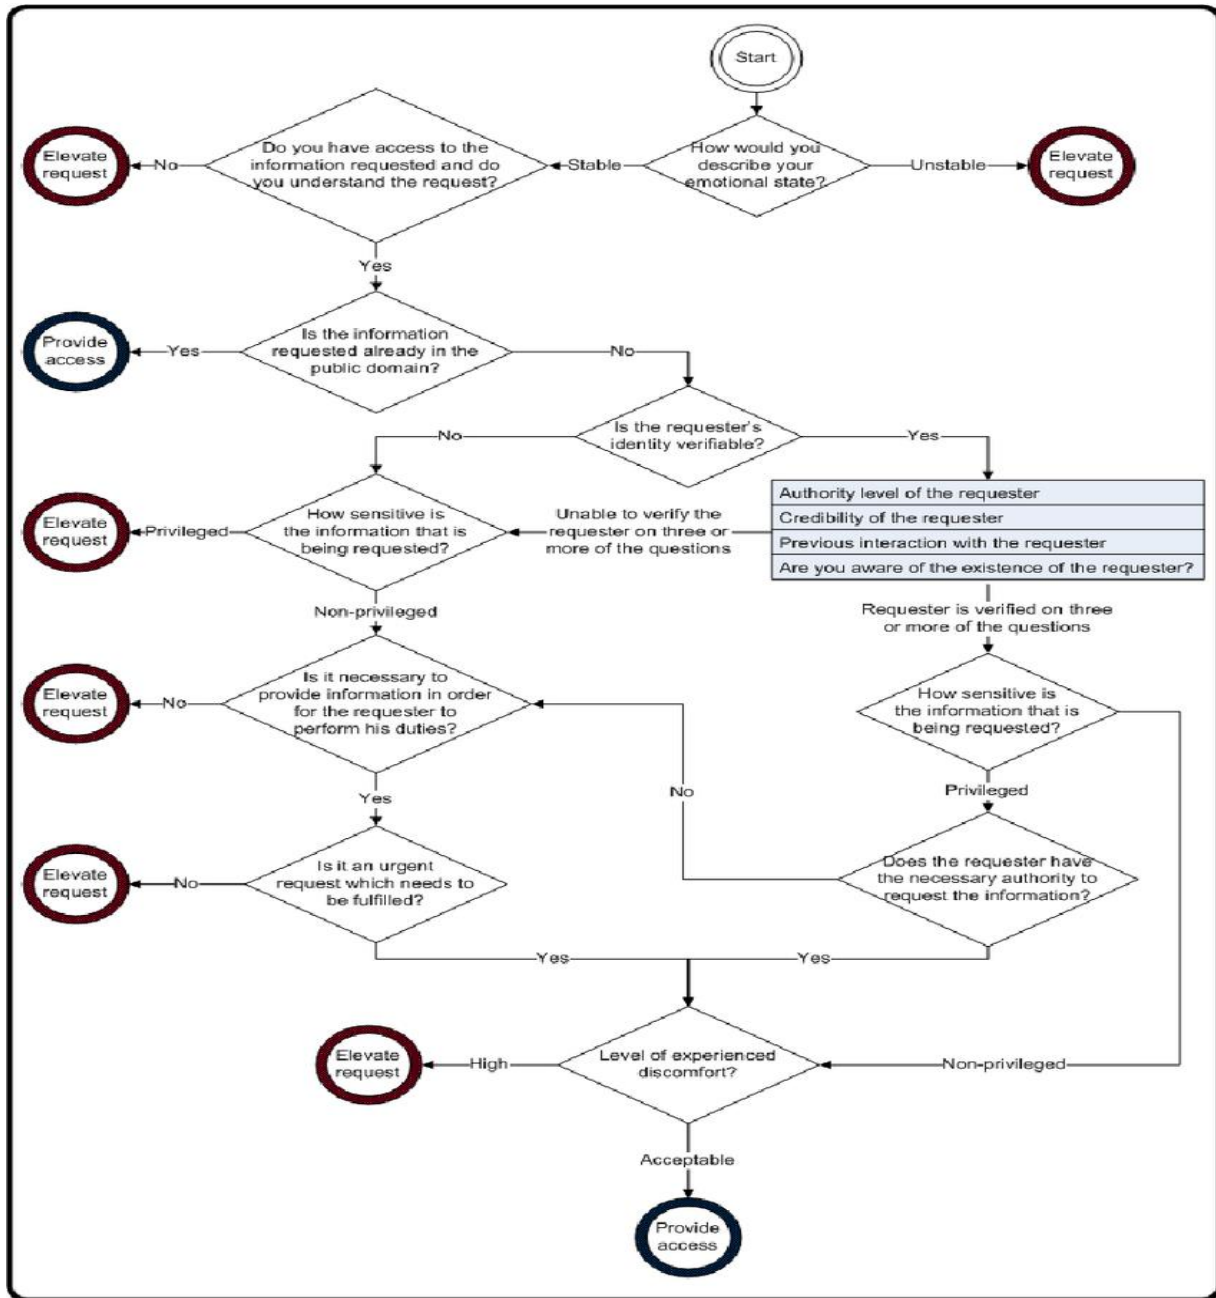 Start
Do you have access to the
information requested and do
you understand the request?
How would you
describe your
emotional state?
Elevate
request
No
Stable
Unstable
Elevate
request
Yes
Is the information
requested already in the
public domain?
Provide
access
Yes
No
Is the requester's
identity verifiable?
No
Yes
Authority level of the requester
Credibility of the requester
Previous interaction with the requester
Are you aware of the existence of the requester?
Elevate
request
Privileged
How sensitive is
the information that is
being requested?
Unable to verify the
requester on three or
more of the questions
Non-privileged
Requester is verified on three
or more of the questions
Elevate
request
No
Is it necessary to
provide information in order
for the requester to
perform his duties?
How sensitive is
the information that is
being requested?
Yes
No
Privileged
Elevate
request
No
Is it an urgent
request which needs to
be fulfilled?
Does the requester have
the necessary authority to
request the information?
Yes
Yes
Elevate
request
High
Level of experienced
discomfort?
Non-privileged
Acceptable
Provide
access